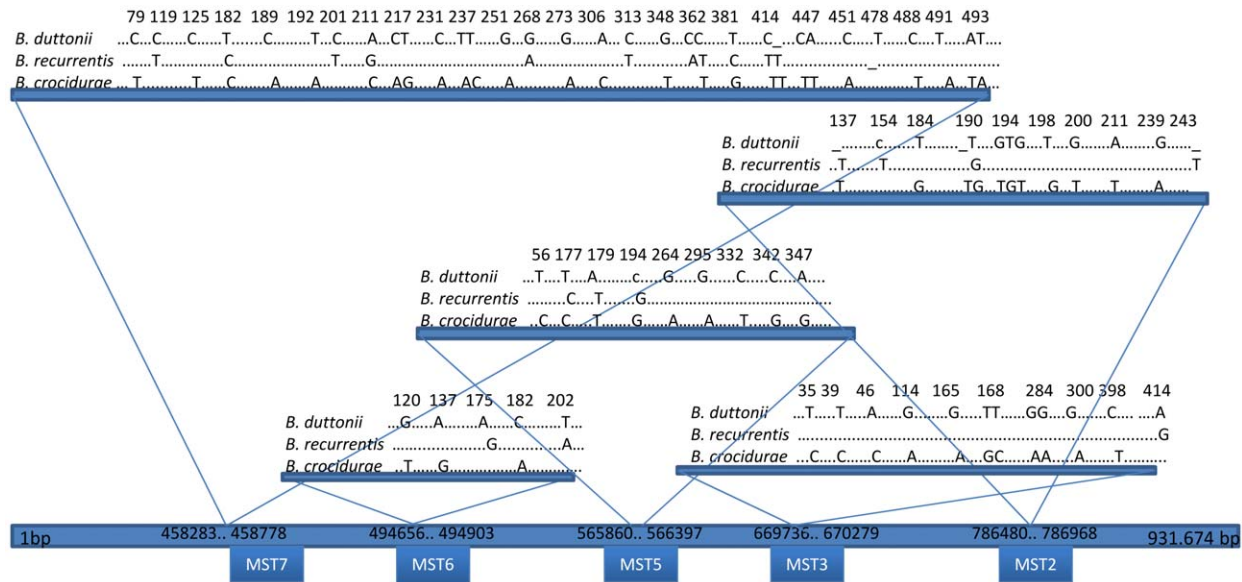 79 119 125 182 189 192 201 211 217 231 237 251 268 273 306 313 348 362 381 414 447 451 478 488 491 493
B. duttonii ...C....C.....C......T......C.........T....C....A....CT.....C...TT.....G....G.....G.....A.....C.....G....CC......T.....C_....CA......C....T......C....T.....AT....
B. recurrentis .......T.............C......................T......G..................................A......................T............AT.....C......TT..................._.........................
B. crocidurae ....T...........T.......C.......A........A..........C...AG.....A...AC.....A...........A.....C.............T.......T......G......TT....TT......A.............T......A...TA...
137 154 184 190 194 198 200 211 239 243
B. duttonii _........c.......T........_T....GTG...T....G........A........G......_
B. recurrentis ..T........T......................G..........................................T
B. crocidurae ..T................G.........TG...TGT.....G...T.......T........A......
56 177 179 194 264 295 332 342 347
B. duttonii ...T....T....A........c.....G.....G......C.....C....A....
B. recurrentis .........C.....T........G.......................................
B. crocidurae ...C...C.......T.......G......A.....A......T.....G....G.....
120 137 175 182 202
B. duttonii ...G.....A........A......C........T...
B. recurrentis .......................G...............A...
B. crocidurae ..T......G.................A.............
35 39 46 114 165 168 284 300 398 414
B. duttonii ...T....T....A......G.......G.....TT.....GG....G......C... ......A
B. recurrentis ..............................................................................G
B. crocidurae ...C.....C.....C......A.........A....GC.....AA.....A.......T..........
1bp 458283.. 458778 494656.. 494903 565860.. 566397 669736.. 670279 786480.. 786968 931.674 bp
MST7 MST6 MST5 MST3 MST2